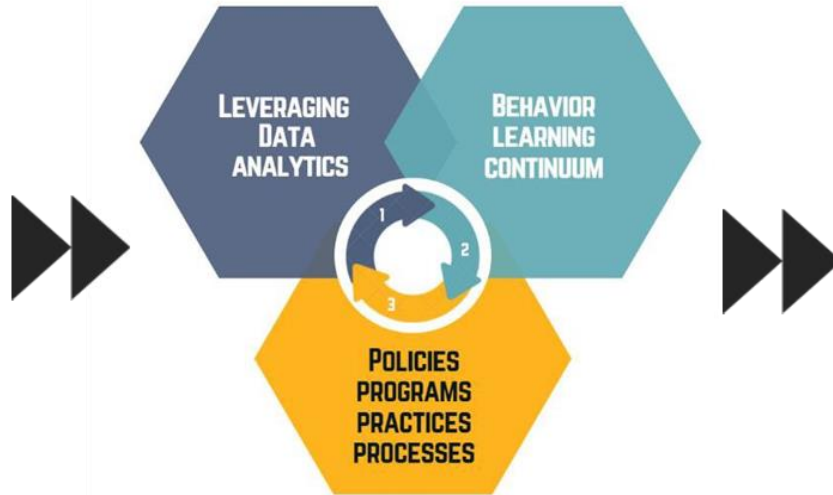 LEVERAGING
DATA
ANALYTICS
BEHAVIOR
LEARNING
CONTINUUM
1
2
3
POLICIES
PROGRAMS
PRACTICES
PROCESSES